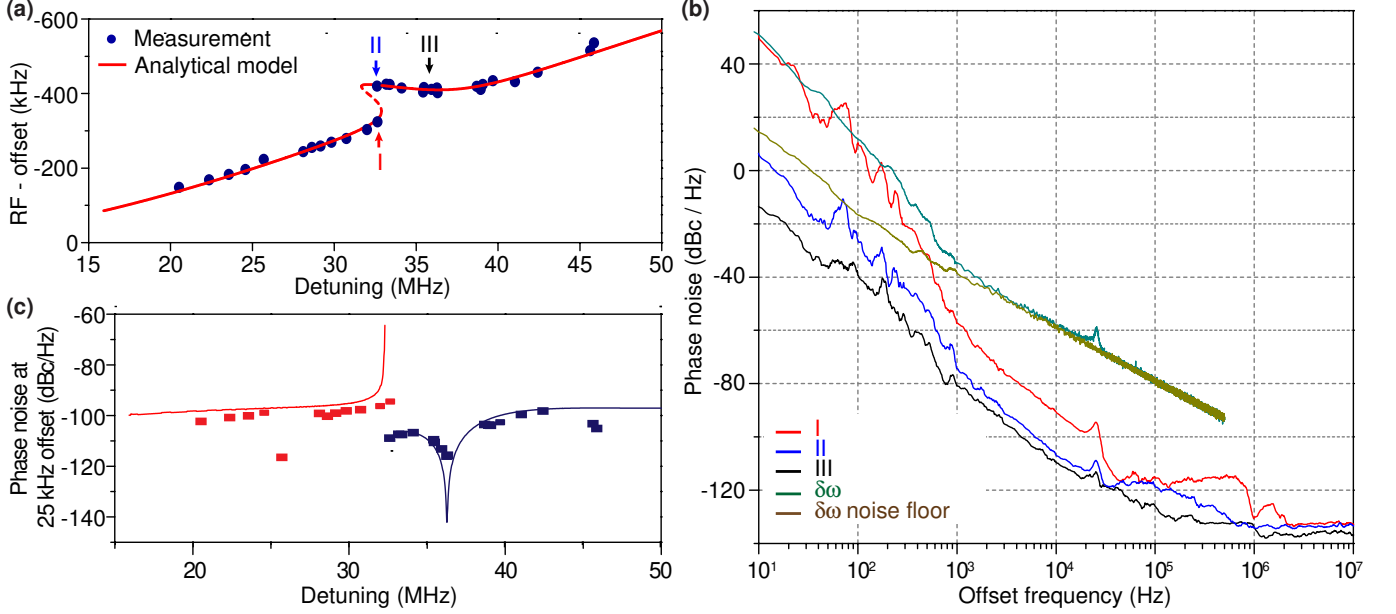 (a)
-600
-400
-200
0
RF - offset (kHz)
Measurement
Analytical model
II
III
I
15 20 25 30 35 40 45 50
Detuning (MHz)
(c)
-60
-80
-100
-120
-140
Phase noise at
25 kHz offset (dBc/Hz)
20 30 40 50
Detuning (MHz)
(b)
40
0
-40
-80
-120
Phase noise (dBc / Hz)
I
II
III
δω
δω noise floor
10¹ 10² 10³ 10⁴ 10⁵ 10⁶ 10⁷
Offset frequency (Hz)